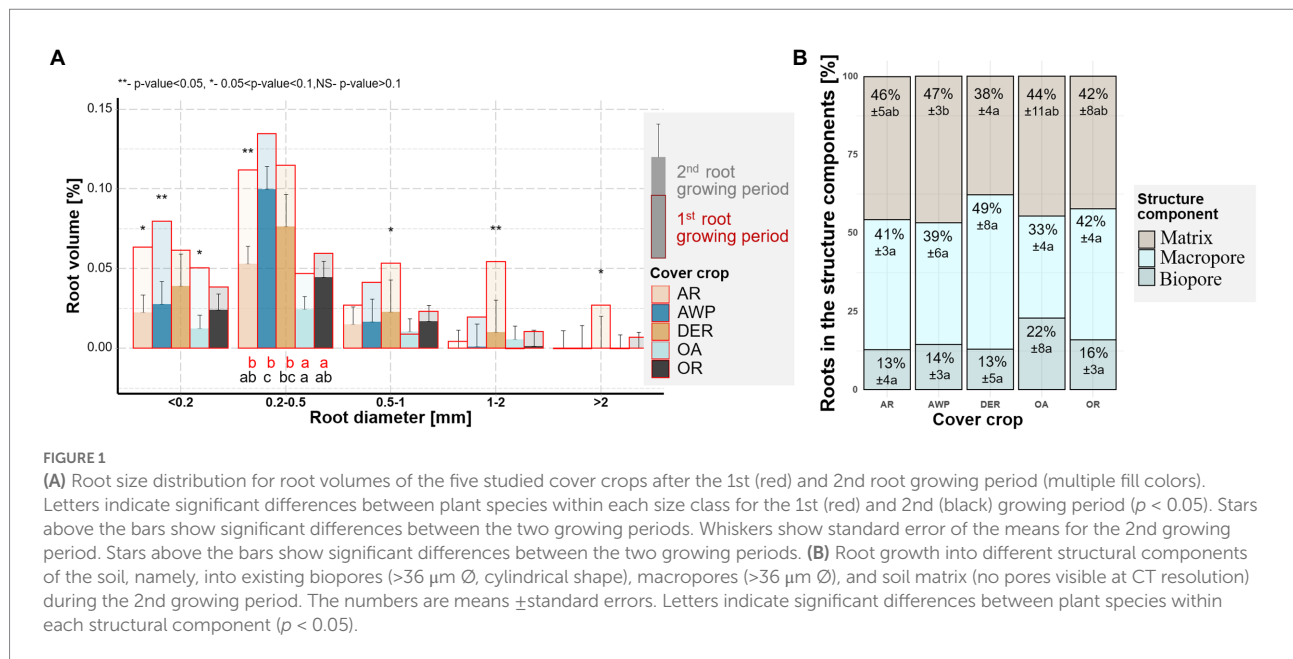 A
**- p-value<0.05, *- 0.05<p-value<0.1,NS- p-value>0.1
Root volume [%]
0.15
0.10
0.05
0.00
* ** * ** * ** *
b b b a a
ab c bc a ab
<0.2 0.2-0.5 0.5-1 1-2 >2
Root diameter [mm]
2nd root
growing period
1st root
growing period
Cover crop
AR
AWP
DER
OA
OR
B
Roots in the structure components [%]
100
75
50
25
0
46% 47% 38% 44% 42%
±5ab ±3b ±4a ±11ab ±8ab
41% 39% 49% 33% 42%
±3a ±6a ±8a ±4a ±4a
13% 14% 13% 22% 16%
±4a ±3a ±5a ±8a ±3a
AR AWP DER OA OR
Cover crop
Structure
component
Matrix
Macropore
Biopore
FIGURE 1
(A) Root size distribution for root volumes of the five studied cover crops after the 1st (red) and 2nd root growing period (multiple fill colors).
Letters indicate significant differences between plant species within each size class for the 1st (red) and 2nd (black) growing period (p < 0.05). Stars
above the bars show significant differences between the two growing periods. Whiskers show standard error of the means for the 2nd growing
period. Stars above the bars show significant differences between the two growing periods. (B) Root growth into different structural components
of the soil, namely, into existing biopores (>36 μm Ø, cylindrical shape), macropores (>36 μm Ø), and soil matrix (no pores visible at CT resolution)
during the 2nd growing period. The numbers are means ±standard errors. Letters indicate significant differences between plant species within
each structural component (p < 0.05).